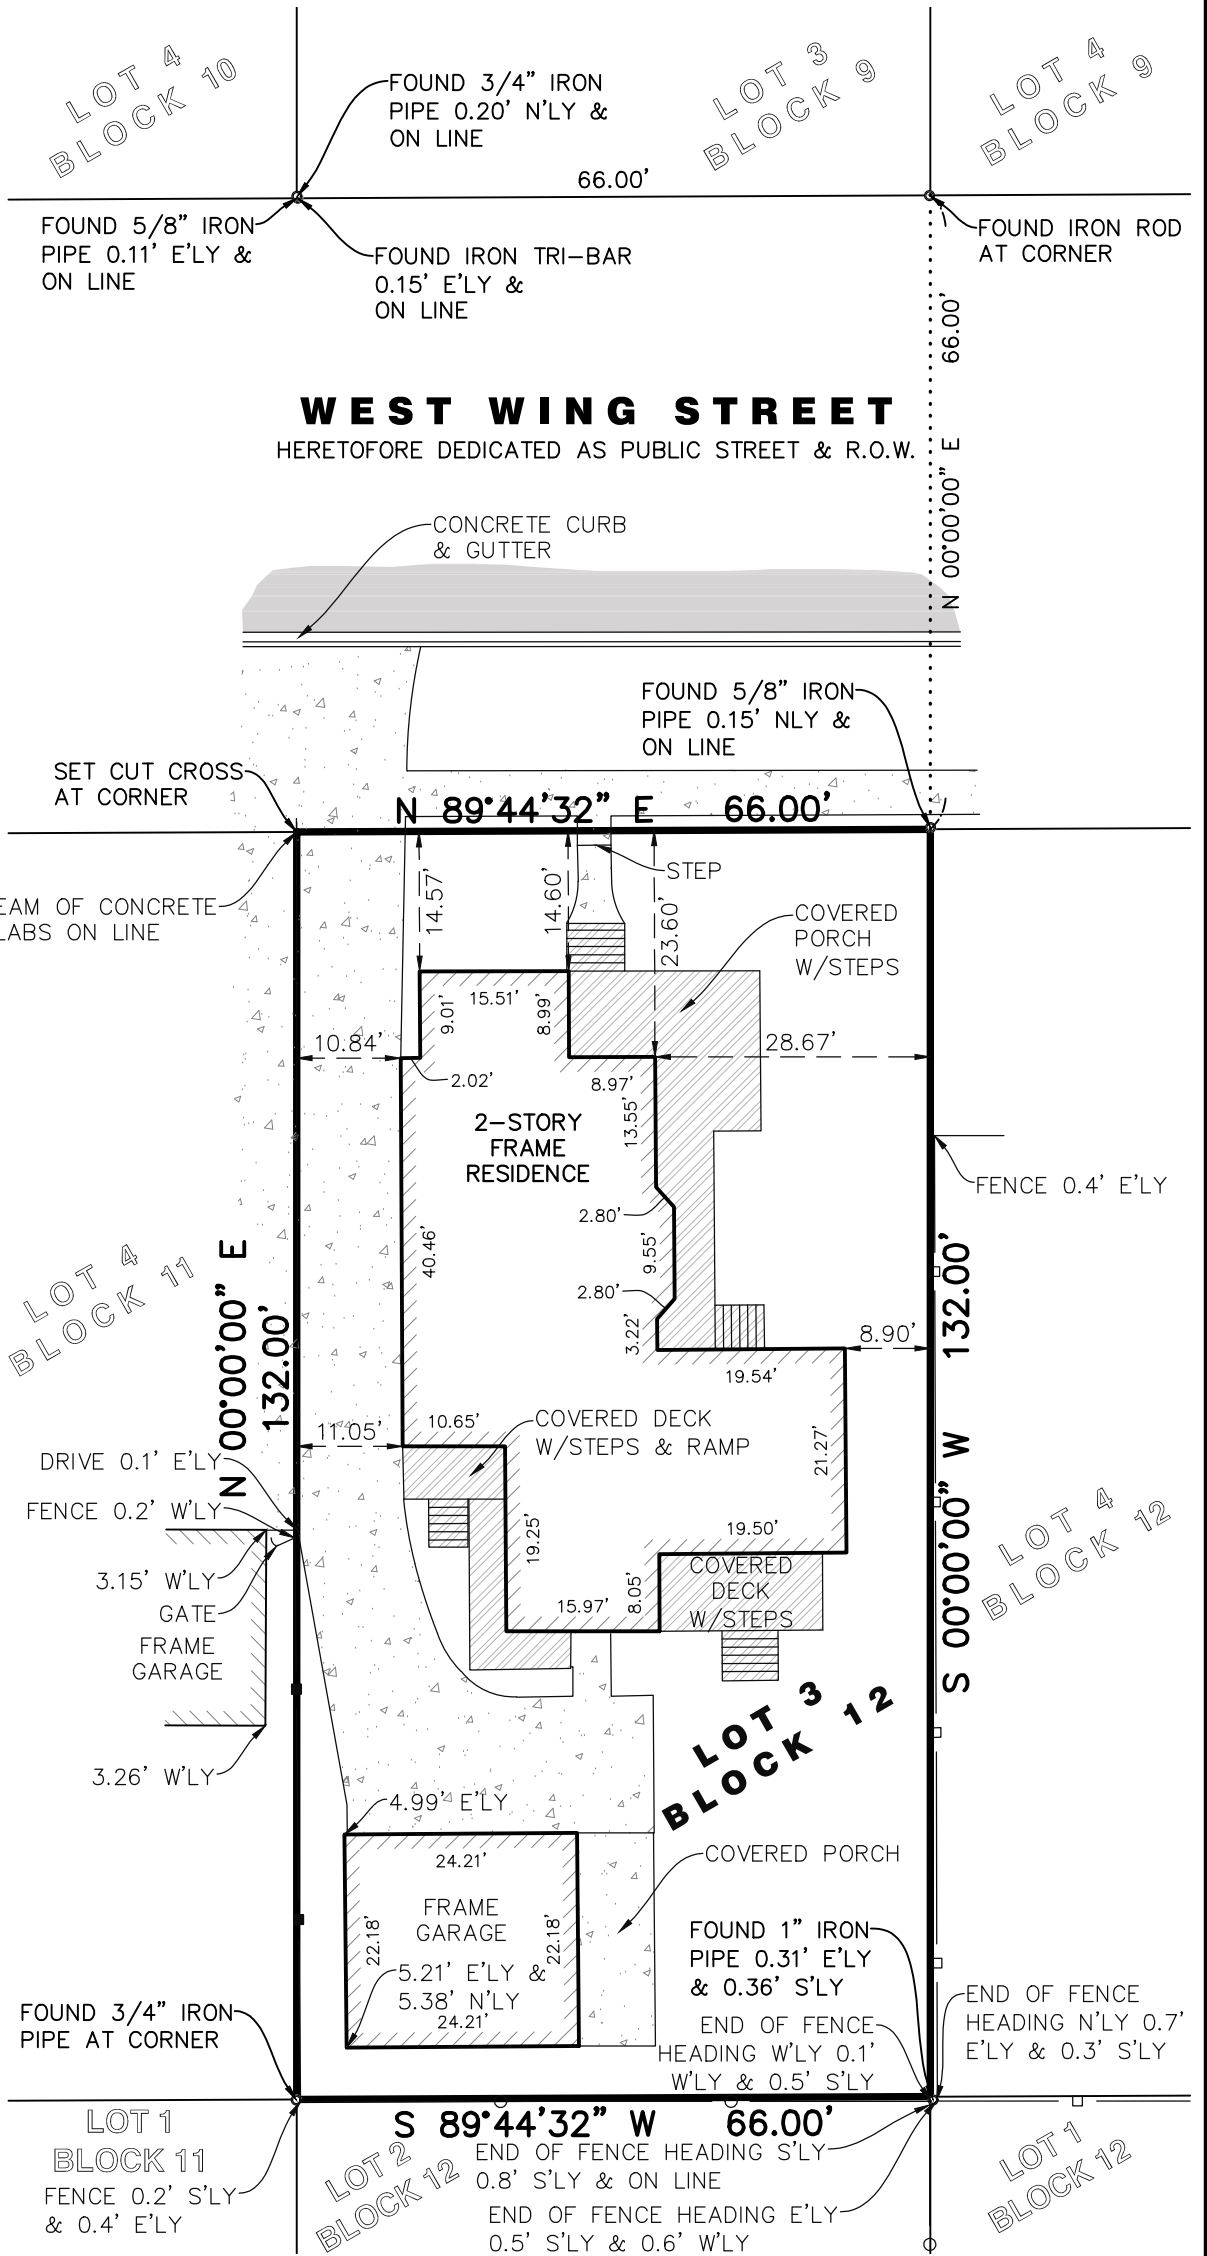 LOT 4
BLOCK 10
FOUND 3/4" IRON
PIPE 0.20' N'LY &
ON LINE
LOT 3
BLOCK 9
LOT 4
BLOCK 9
66.00'
FOUND 5/8" IRON
PIPE 0.11' E'LY &
ON LINE
FOUND IRON TRI-BAR
0.15' E'LY &
ON LINE
FOUND IRON ROD
AT CORNER
N 00°00'00" E 66.00'
WEST WING STREET
HERETOFORE DEDICATED AS PUBLIC STREET & R.O.W.
CONCRETE CURB
& GUTTER
FOUND 5/8" IRON
PIPE 0.15' NLY &
ON LINE
SET CUT CROSS
AT CORNER
N 89°44'32" E 66.00'
EAM OF CONCRETE
LABS ON LINE
14.57'
14.60'
STEP
23.60'
COVERED
PORCH
W/STEPS
15.51'
9.01'
8.99'
10.84'
28.67'
2.02'
8.97'
13.55'
2-STORY
FRAME
RESIDENCE
FENCE 0.4' E'LY
2.80'
9.55'
40.46'
2.80'
3.22'
LOT 4
BLOCK 11
N 00°00'00" E
132.00'
8.90'
19.54'
S 00°00'00" W 132.00'
10.65'
11.05'
COVERED DECK
W/STEPS & RAMP
21.27'
DRIVE 0.1' E'LY
FENCE 0.2' W'LY
19.25'
19.50'
COVERED
DECK
W/STEPS
8.05'
15.97'
LOT 4
BLOCK 12
3.15' W'LY
GATE
FRAME
GARAGE
3.26' W'LY
LOT 3
BLOCK 12
4.99' E'LY
24.21'
COVERED PORCH
FRAME
GARAGE
22.18'
22.18'
5.21' E'LY &
5.38' N'LY
24.21'
FOUND 1" IRON
PIPE 0.31' E'LY
& 0.36' S'LY
FOUND 3/4" IRON
PIPE AT CORNER
END OF FENCE
HEADING W'LY 0.1'
W'LY & 0.5' S'LY
END OF FENCE
HEADING N'LY 0.7'
E'LY & 0.3' S'LY
S 89°44'32" W 66.00'
LOT 1
BLOCK 11
FENCE 0.2' S'LY
& 0.4' E'LY
LOT 2
BLOCK 12
END OF FENCE HEADING S'LY
0.8' S'LY & ON LINE
END OF FENCE HEADING E'LY
0.5' S'LY & 0.6' W'LY
LOT 1
BLOCK 12